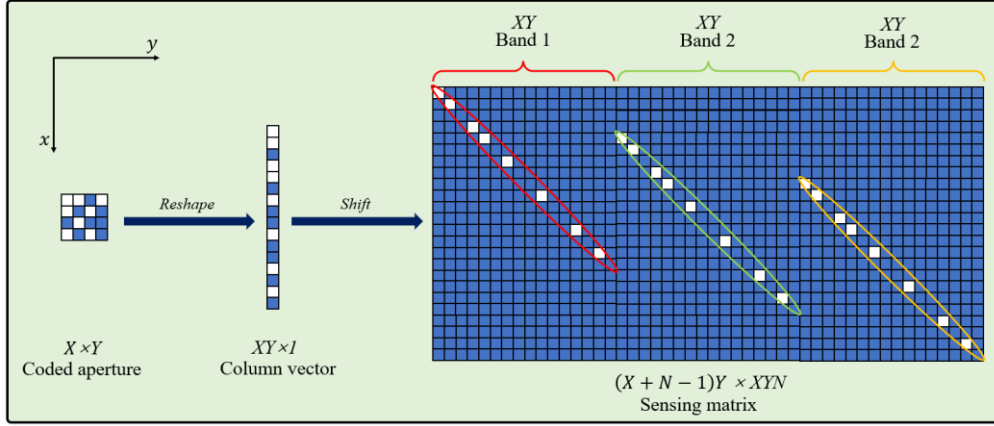 y
x
XY
Band 1
XY
Band 2
XY
Band 2
Reshape
Shift
X×Y
Coded aperture
XY×1
Column vector
(X + N − 1)Y × XYN
Sensing matrix